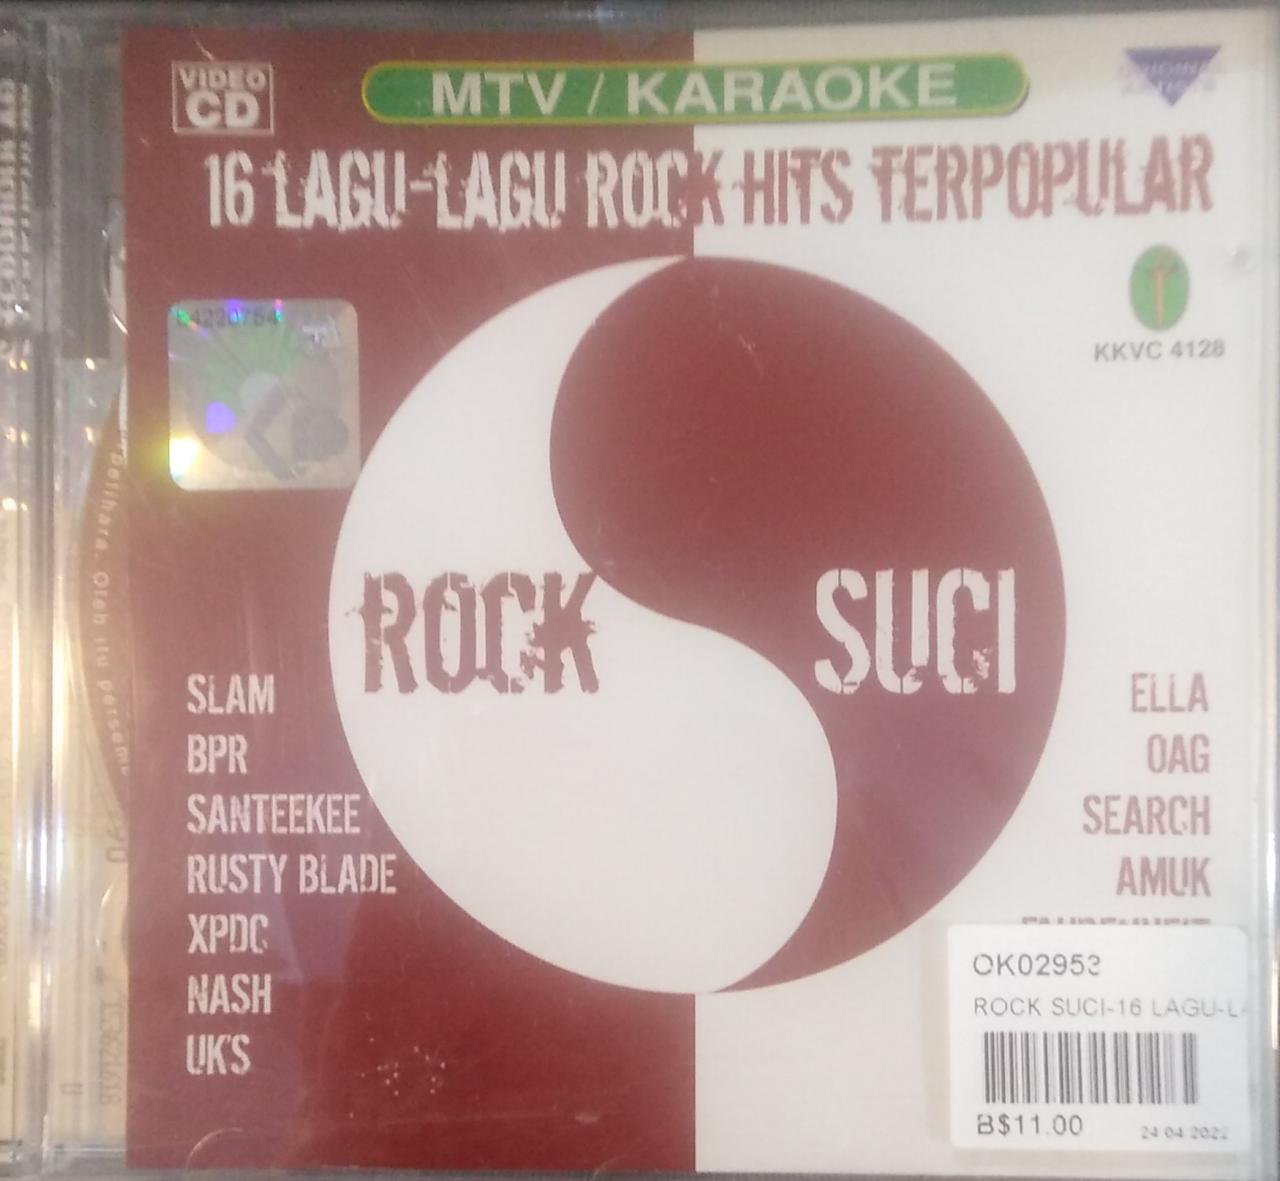 VIDEO
CD
MTV / KARAOKE
16 LAGU-LAGU ROCK HITS TERPOPULAR
KKVC 4128
ROCK SUCI
SLAM
BPR
SANTEEKEE
RUSTY BLADE
XPDC
NASH
UK'S
ELLA
OAG
SEARCH
AMUK
OK02953
ROCK SUCI-16 LAGU-L
B$11.00
24 04 2022